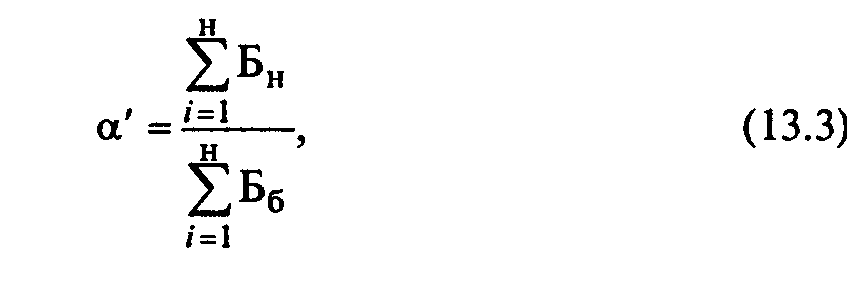 н
∑ Бн
i=1
α′ = ───── , (13.3)
н
∑ Бб
i=1